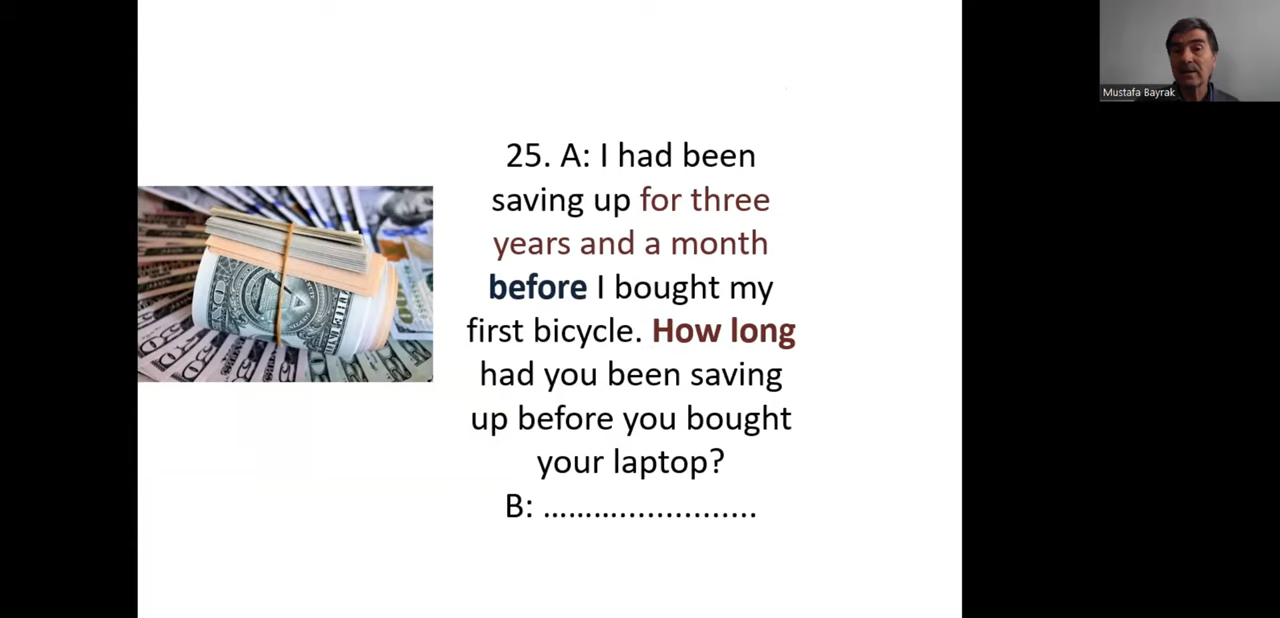 25. A: I had been
saving up for three
years and a month
before I bought my
first bicycle. How long
had you been saving
up before you bought
your laptop?
B: ……….................
Mustafa Bayrak